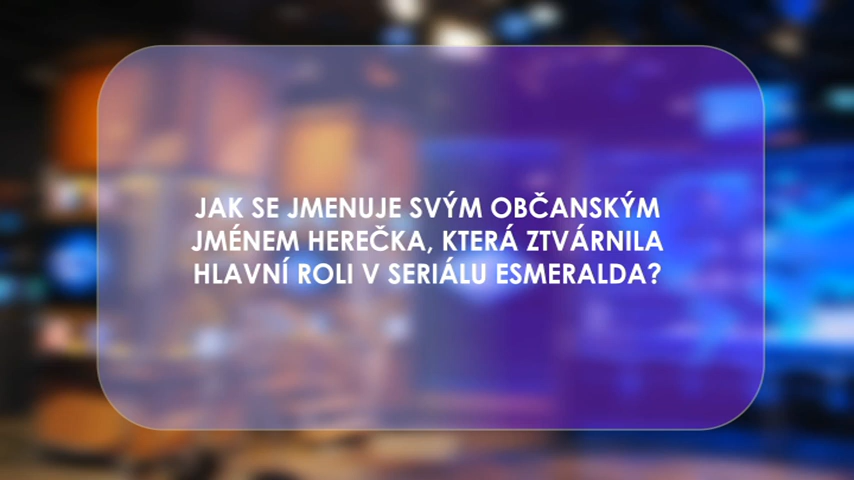 JAK SE JMENUJE SVÝM OBČANSKÝM
JMÉNEM HEREČKA, KTERÁ ZTVÁRNILA
HLAVNÍ ROLI V SERIÁLU ESMERALDA?